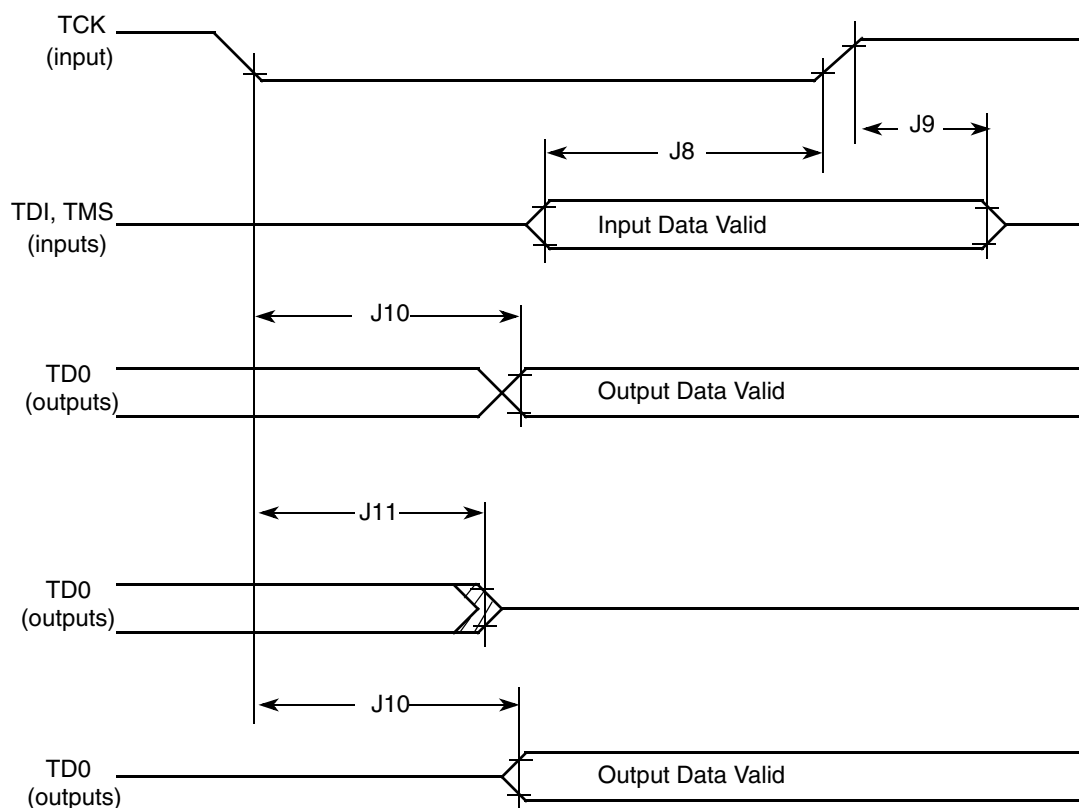 TCK
(input)
J9
J8
TDI, TMS
(inputs)
Input Data Valid
J10
TD0
(outputs)
Output Data Valid
J11
TD0
(outputs)
J10
TD0
(outputs)
Output Data Valid